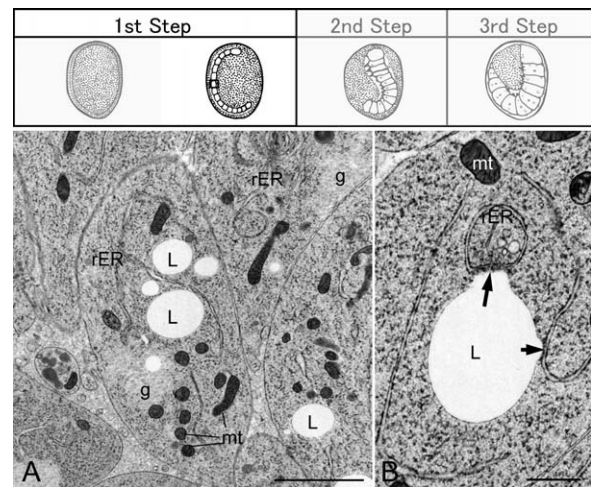 1st Step 2nd Step 3rd Step
rER g
rER L
L
g
L
mt
A
mt
rER
L
B